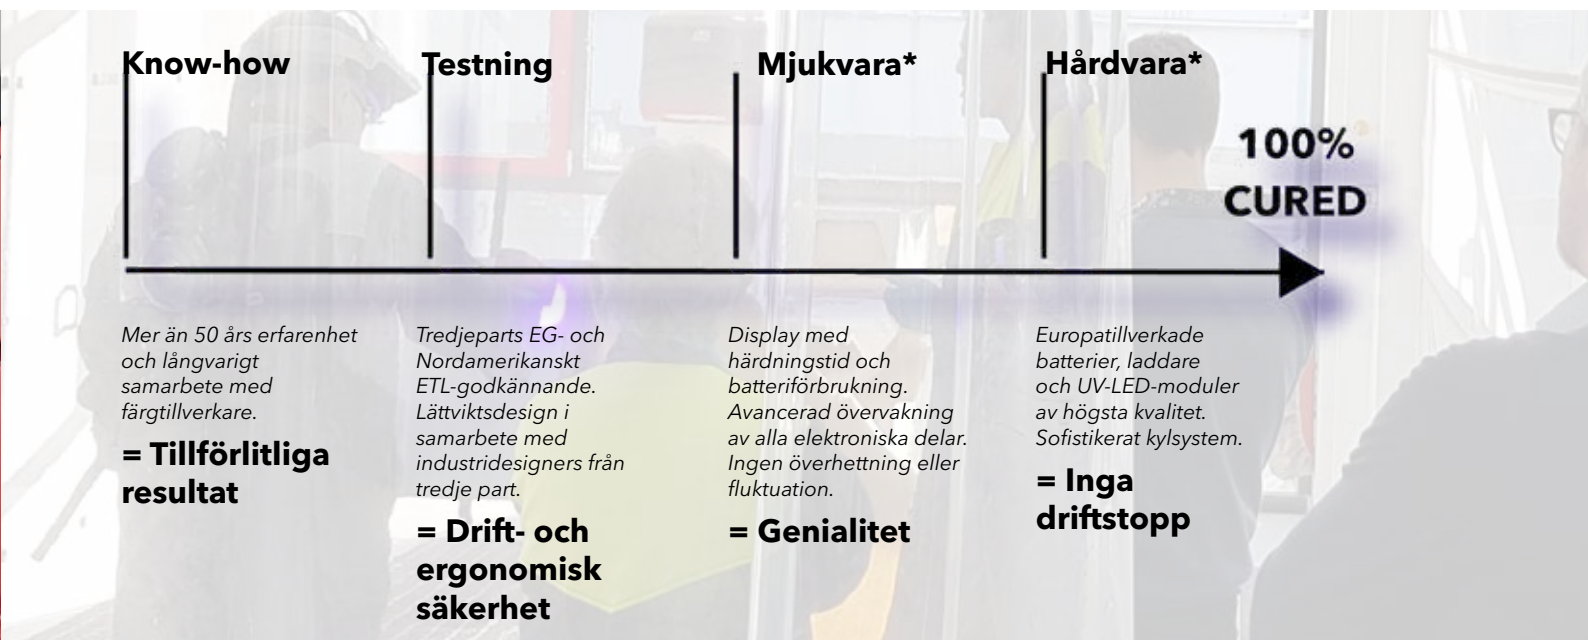 Know-how
Testning
Mjukvara*
Hårdvara*
100%
CURED
Mer än 50 års erfarenhet
och långvarigt
samarbete med
färgtillverkare.
= Tillförlitliga
resultat
Tredjeparts EG- och
Nordamerikanskt
ETL-godkännande.
Lättviktsdesign i
samarbete med
industridesigners från
tredje part.
= Drift- och
ergonomisk
säkerhet
Display med
härdningstid och
batteriförbrukning.
Avancerad övervakning
av alla elektroniska delar.
Ingen överhettning eller
fluktuation.
= Genialitet
Europatillverkade
batterier, laddare
och UV-LED-moduler
av högsta kvalitet.
Sofistikerat kylsystem.
= Inga
driftstopp